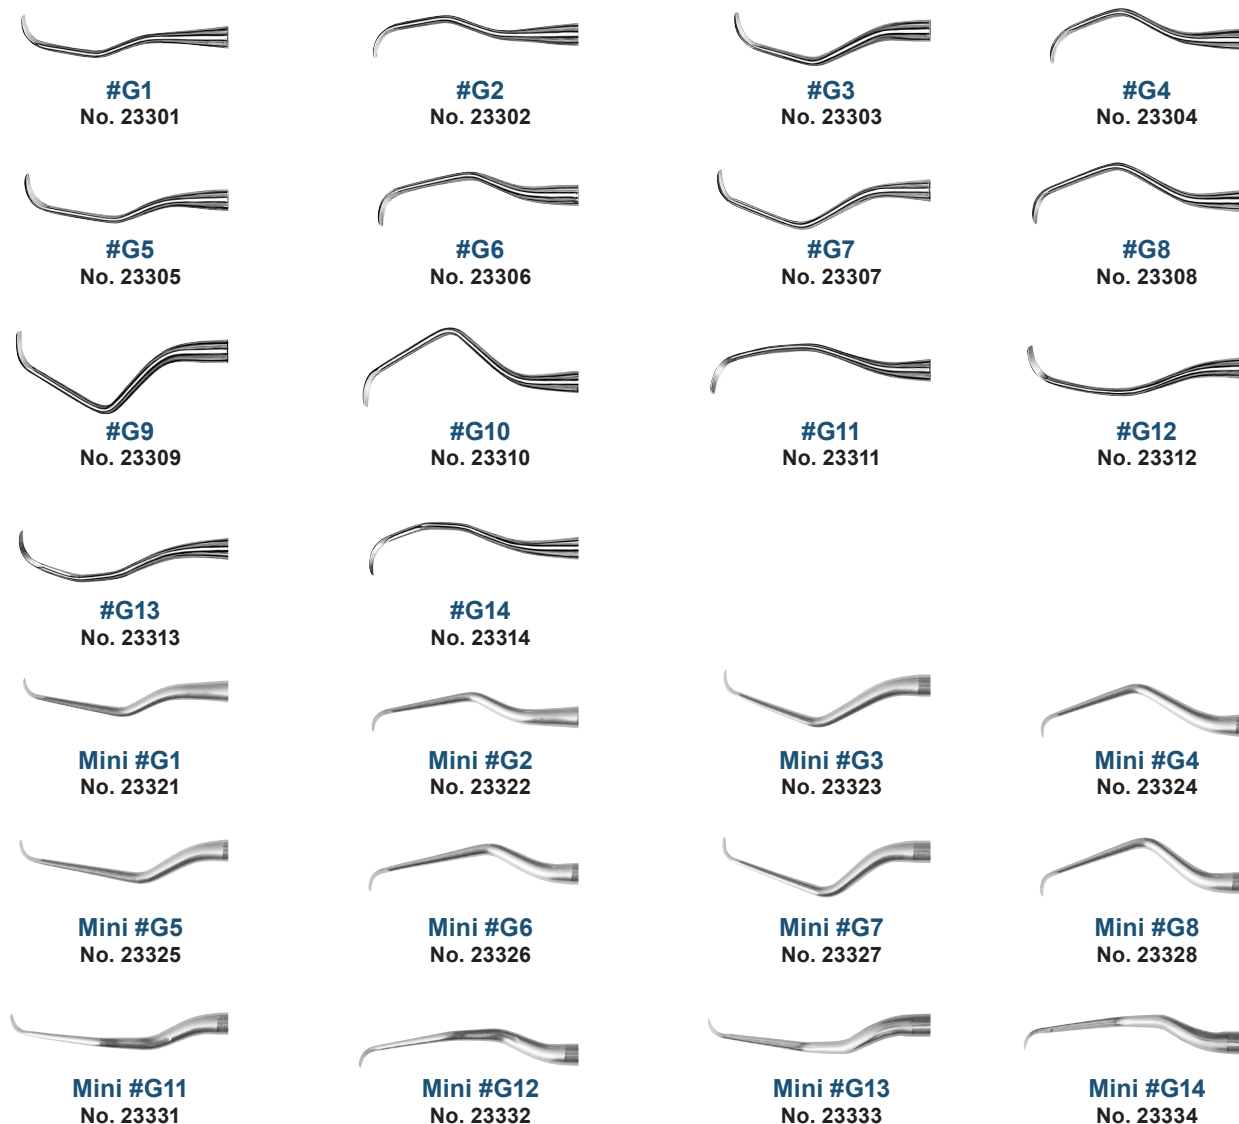 #G1
No. 23301
#G2
No. 23302
#G3
No. 23303
#G4
No. 23304
#G5
No. 23305
#G6
No. 23306
#G7
No. 23307
#G8
No. 23308
#G9
No. 23309
#G10
No. 23310
#G11
No. 23311
#G12
No. 23312
#G13
No. 23313
#G14
No. 23314
Mini #G1
No. 23321
Mini #G2
No. 23322
Mini #G3
No. 23323
Mini #G4
No. 23324
Mini #G5
No. 23325
Mini #G6
No. 23326
Mini #G7
No. 23327
Mini #G8
No. 23328
Mini #G11
No. 23331
Mini #G12
No. 23332
Mini #G13
No. 23333
Mini #G14
No. 23334